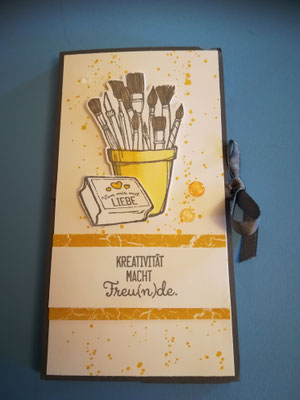 LIEBE
KREATIVITÄT
MACHT
Freu(n)de.